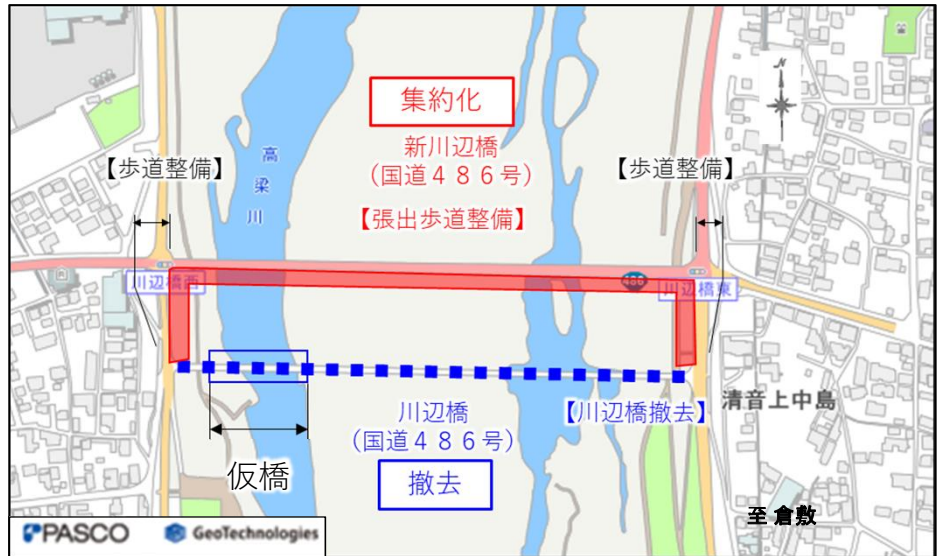 N
集約化
新川辺橋
(国道４８６号)
【張出歩道整備】
【歩道整備】
【歩道整備】
高梁川
川辺橋西
486
川辺橋東
川辺橋
(国道４８６号)
【川辺橋撤去】
清音上中島
仮橋
撤去
至 倉敷
PASCO
GeoTechnologies